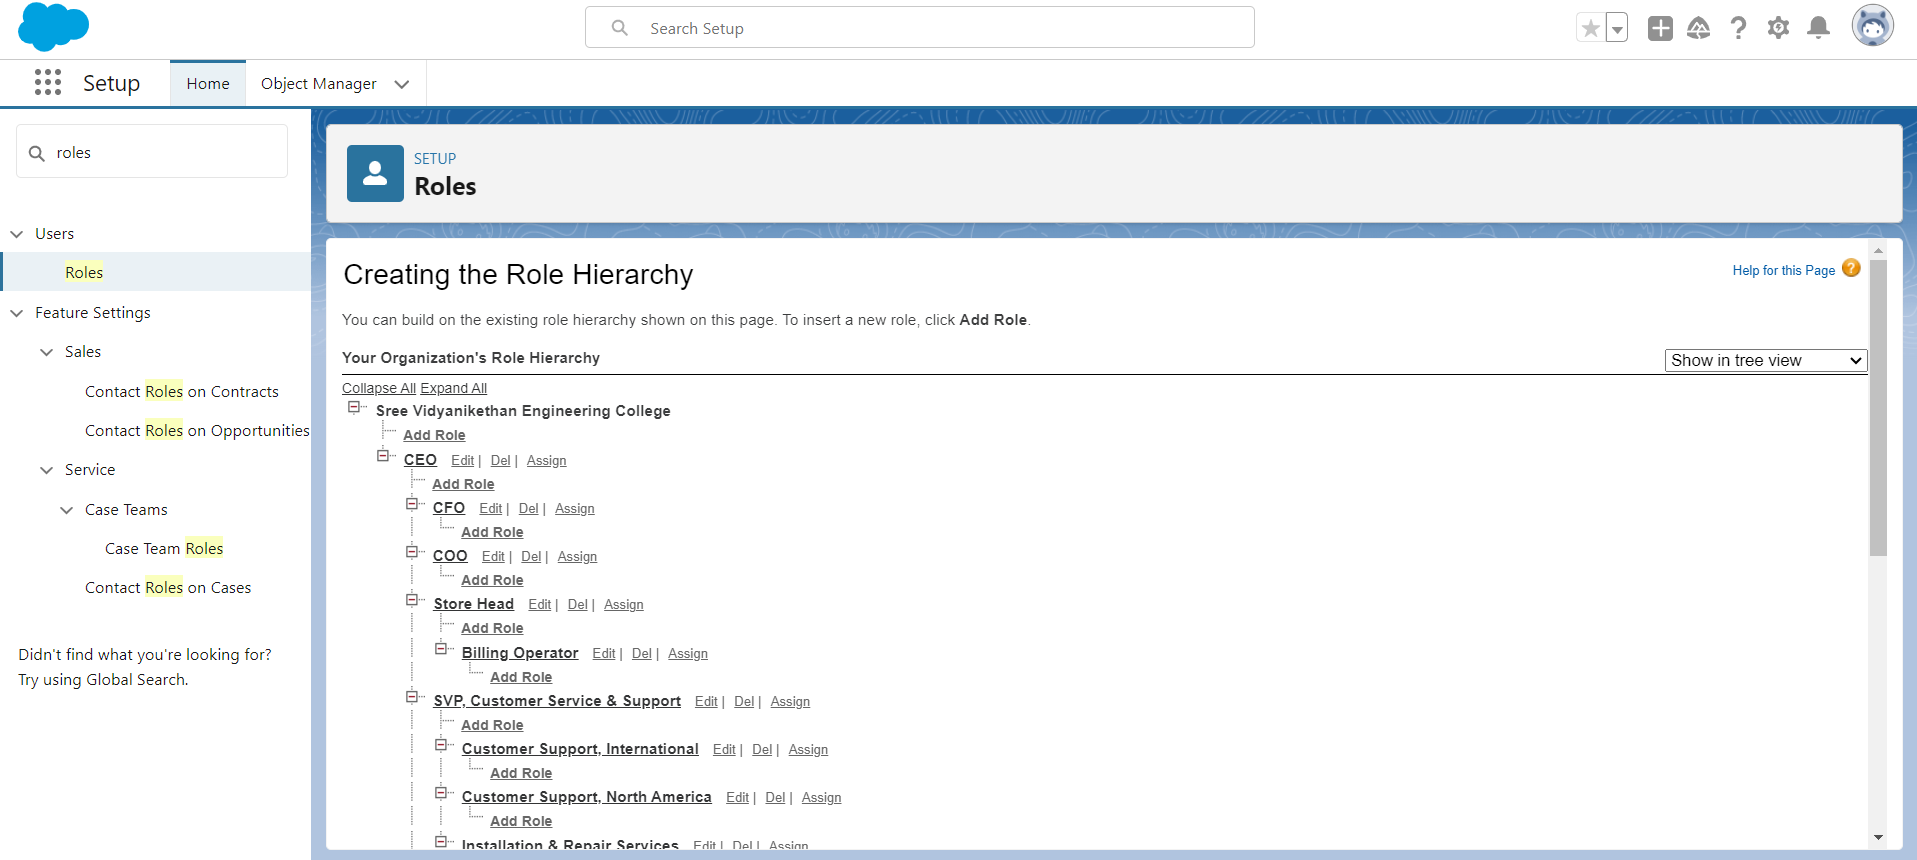 Search Setup
Setup
Home
Object Manager
roles
Users
Roles
Feature Settings
Sales
Contact Roles on Contracts
Contact Roles on Opportunities
Service
Case Teams
Case Team Roles
Contact Roles on Cases
Didn't find what you're looking for?
Try using Global Search.
SETUP
Roles
Creating the Role Hierarchy
Help for this Page ?
You can build on the existing role hierarchy shown on this page. To insert a new role, click Add Role.
Your Organization's Role Hierarchy
Show in tree view
Collapse All Expand All
Sree Vidyanikethan Engineering College
Add Role
CEO Edit | Del | Assign
Add Role
CFO Edit | Del | Assign
Add Role
COO Edit | Del | Assign
Add Role
Store Head Edit | Del | Assign
Add Role
Billing Operator Edit | Del | Assign
Add Role
SVP, Customer Service & Support Edit | Del | Assign
Add Role
Customer Support, International Edit | Del | Assign
Add Role
Customer Support, North America Edit | Del | Assign
Add Role
Installation & Repair Services Edit | Del | Assign